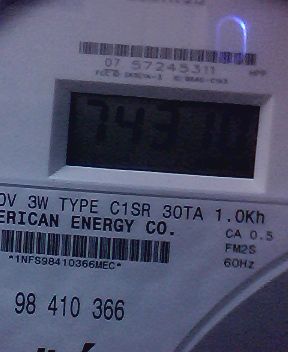 07 57245311
74310
0V 3W TYPE C1SR 30TA 1.0Kh
ERICAN ENERGY CO.
CA 0.5
FM2S
*1NFS98410366MEC*
60Hz
98 410 366